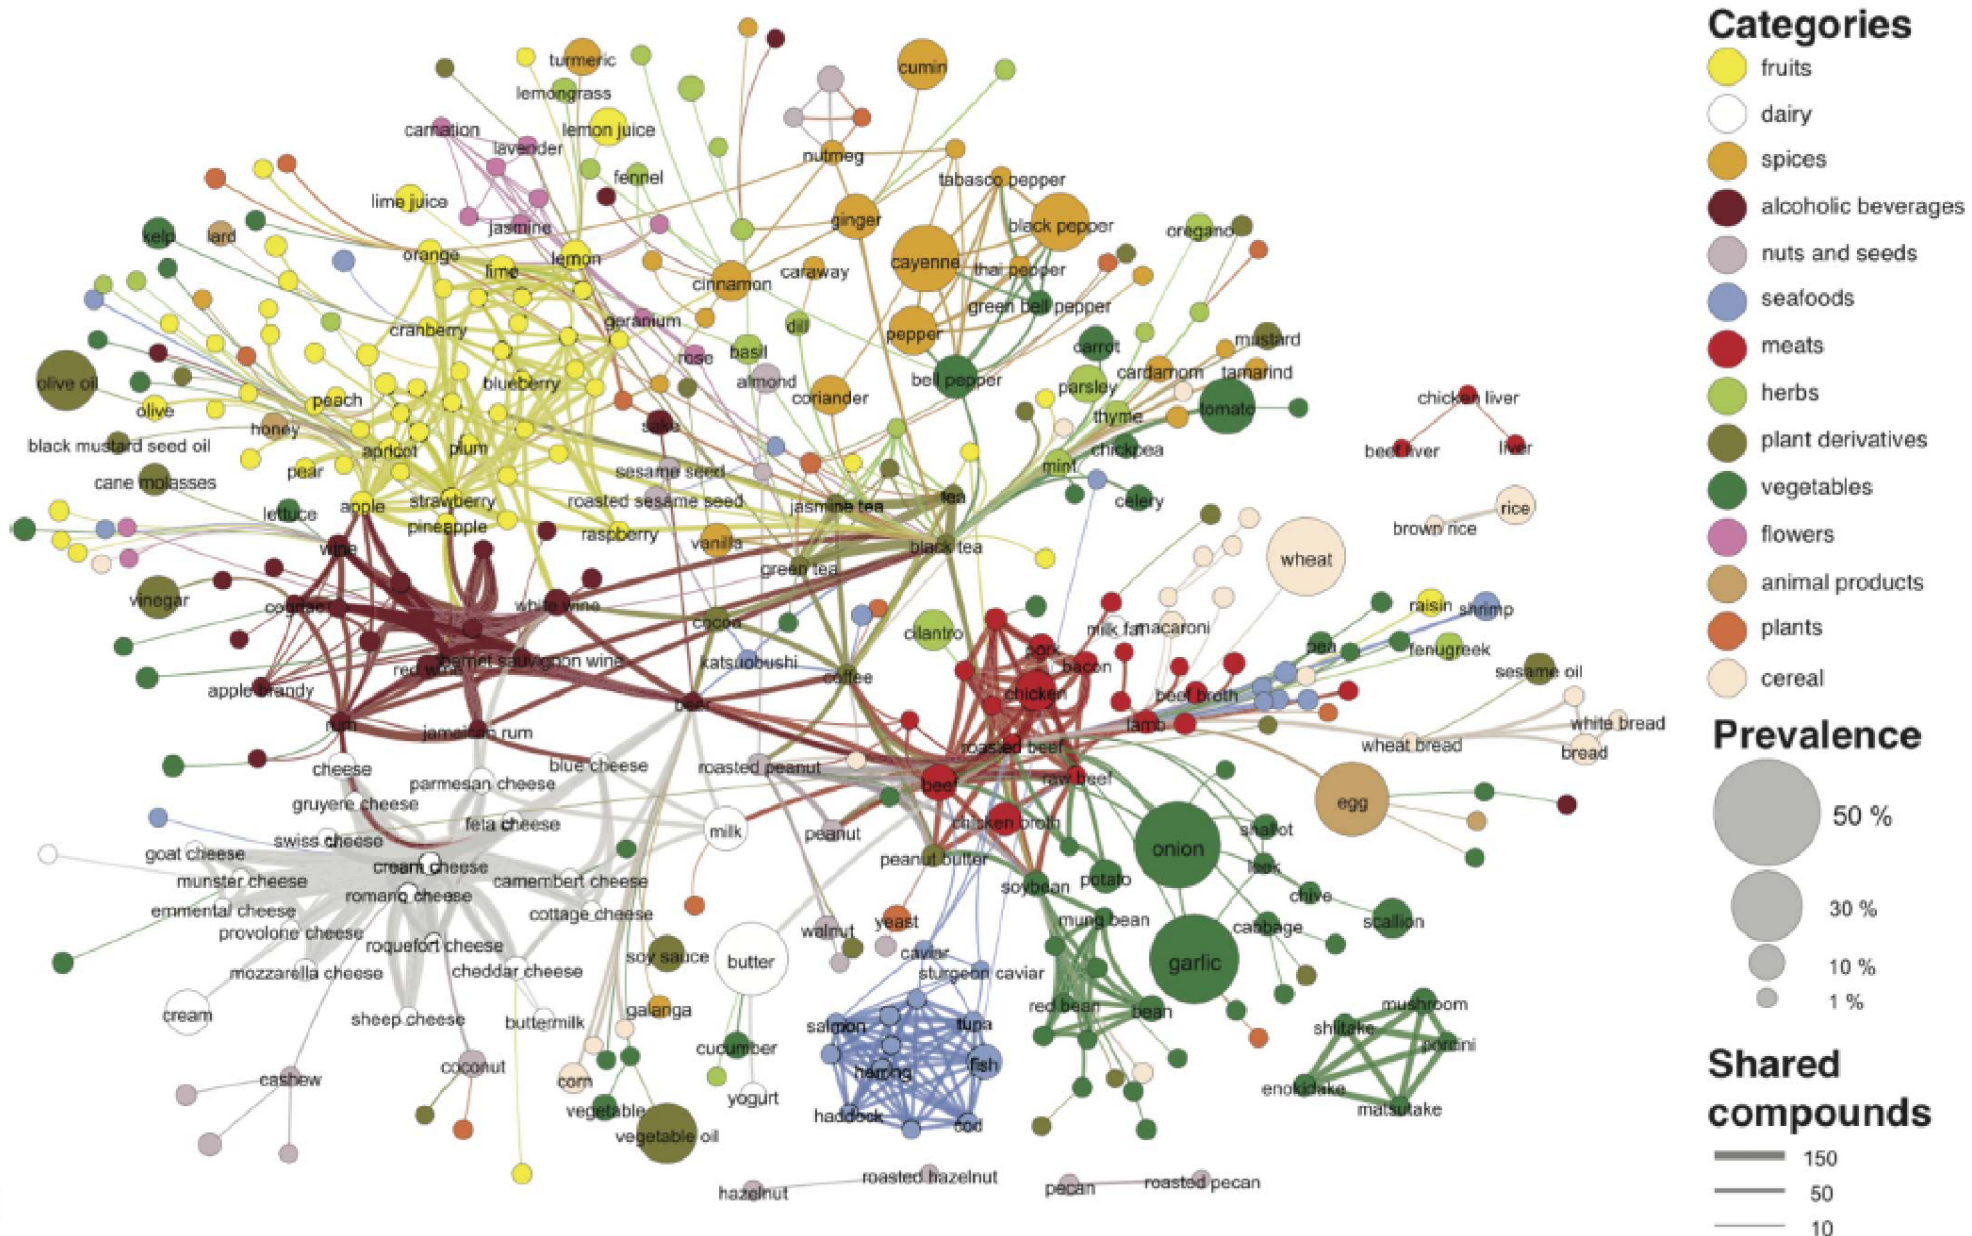 turmeric
cumin
lemongrass
carnation
lemon juice
lavender
nutmeg
fennel
tabasco pepper
lime juice
ginger
black pepper
jasmine
oregano
kelp
lard
orange
lime
lemon
cinnamon
caraway
cayenne
thai pepper
green bell pepper
cranberry
geranium
dill
pepper
carrot
mustard
rose
basil
olive oil
blueberry
almond
bell pepper
parsley
cardamom
tamarind
coriander
peach
olive
thyme
tomato
chicken liver
honey
sake
black mustard seed oil
apricot
plum
chickpea
beef liver
liver
pear
sesame seed
mint
cane molasses
apple
strawberry
roasted sesame seed
jasmine tea
tea
celery
rice
lettuce
pineapple
raspberry
vanilla
brown rice
wine
black tea
wheat
green tea
vinegar
cognac
white wine
raisin
shrimp
cocoa
cilantro
milk fat
macaroni
pea
fenugreek
red wine
cabernet sauvignon wine
katsuobushi
pork
bacon
coffee
sesame oil
apple brandy
chicken
beef broth
beer
rum
jamaican rum
lamb
white bread
roasted beef
wheat bread
bread
cheese
blue cheese
roasted peanut
parmesan cheese
beef
raw beef
gruyere cheese
egg
feta cheese
milk
peanut
chicken broth
shallot
swiss cheese
goat cheese
onion
peanut butter
cream cheese
leek
munster cheese
camembert cheese
soybean
potato
romano cheese
chive
emmental cheese
cottage cheese
walnut
yeast
mung bean
cabbage
scallion
provolone cheese
roquefort cheese
caviar
soy sauce
butter
garlic
mozzarella cheese
cheddar cheese
sturgeon caviar
cream
sheep cheese
buttermilk
galanga
red bean
bean
mushroom
salmon
tuna
shiitake
porcini
cucumber
coconut
fish
cashew
corn
herring
enokidake
yogurt
vegetable
haddock
cod
matsutake
vegetable oil
hazelnut
roasted hazelnut
pecan
roasted pecan
Categories
fruits
dairy
spices
alcoholic beverages
nuts and seeds
seafoods
meats
herbs
plant derivatives
vegetables
flowers
animal products
plants
cereal
Prevalence
50 %
30 %
10 %
1 %
Shared
compounds
150
50
10